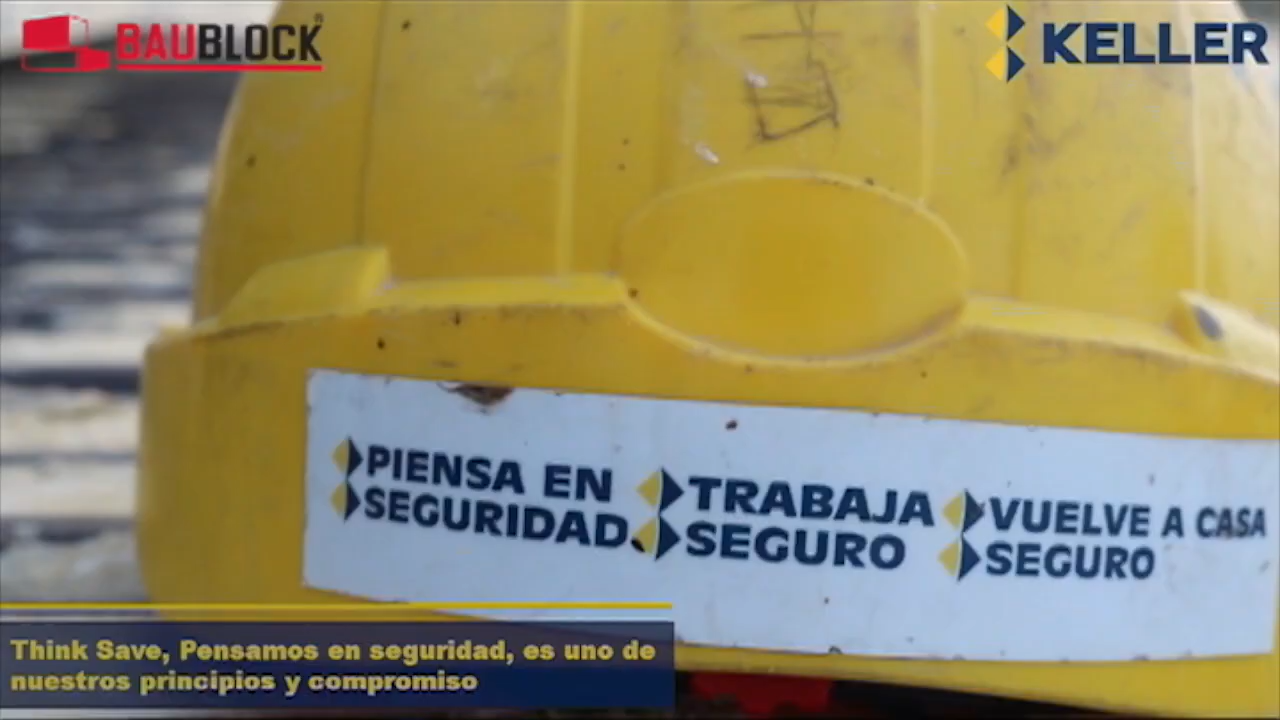 BAUBLOCK®
KELLER
PIENSA EN
SEGURIDAD
TRABAJA
SEGURO
VUELVE A CASA
SEGURO
Think Save, Pensamos en seguridad, es uno de
nuestros principios y compromiso